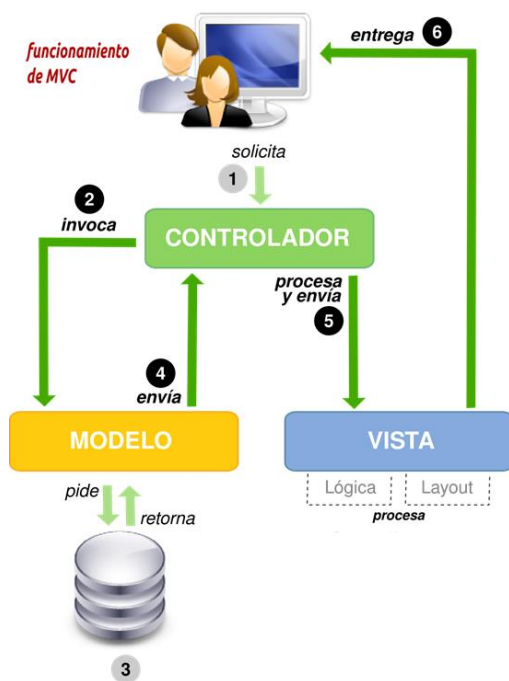 funcionamiento
de MVC
entrega 6
solicita
1
2
invoca
CONTROLADOR
procesa
y envía
5
4
envía
MODELO
VISTA
Lógica
Layout
procesa
pide
retorna
3